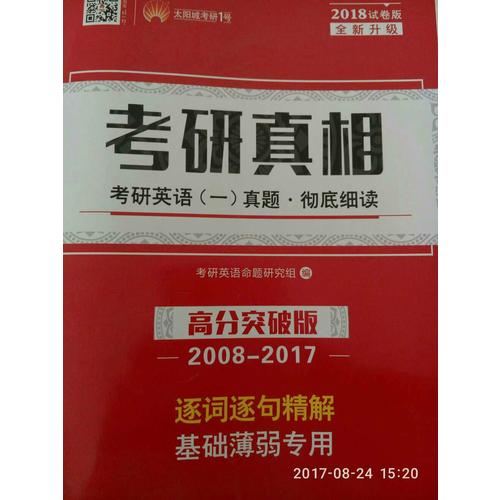 太阳城考研1号
2018试卷版
全新升级
考研真相
考研英语（一）真题·彻底细读
考研英语命题研究组 编
高分突破版
2008-2017
逐词逐句精解
基础薄弱专用
2017-08-24 15:20